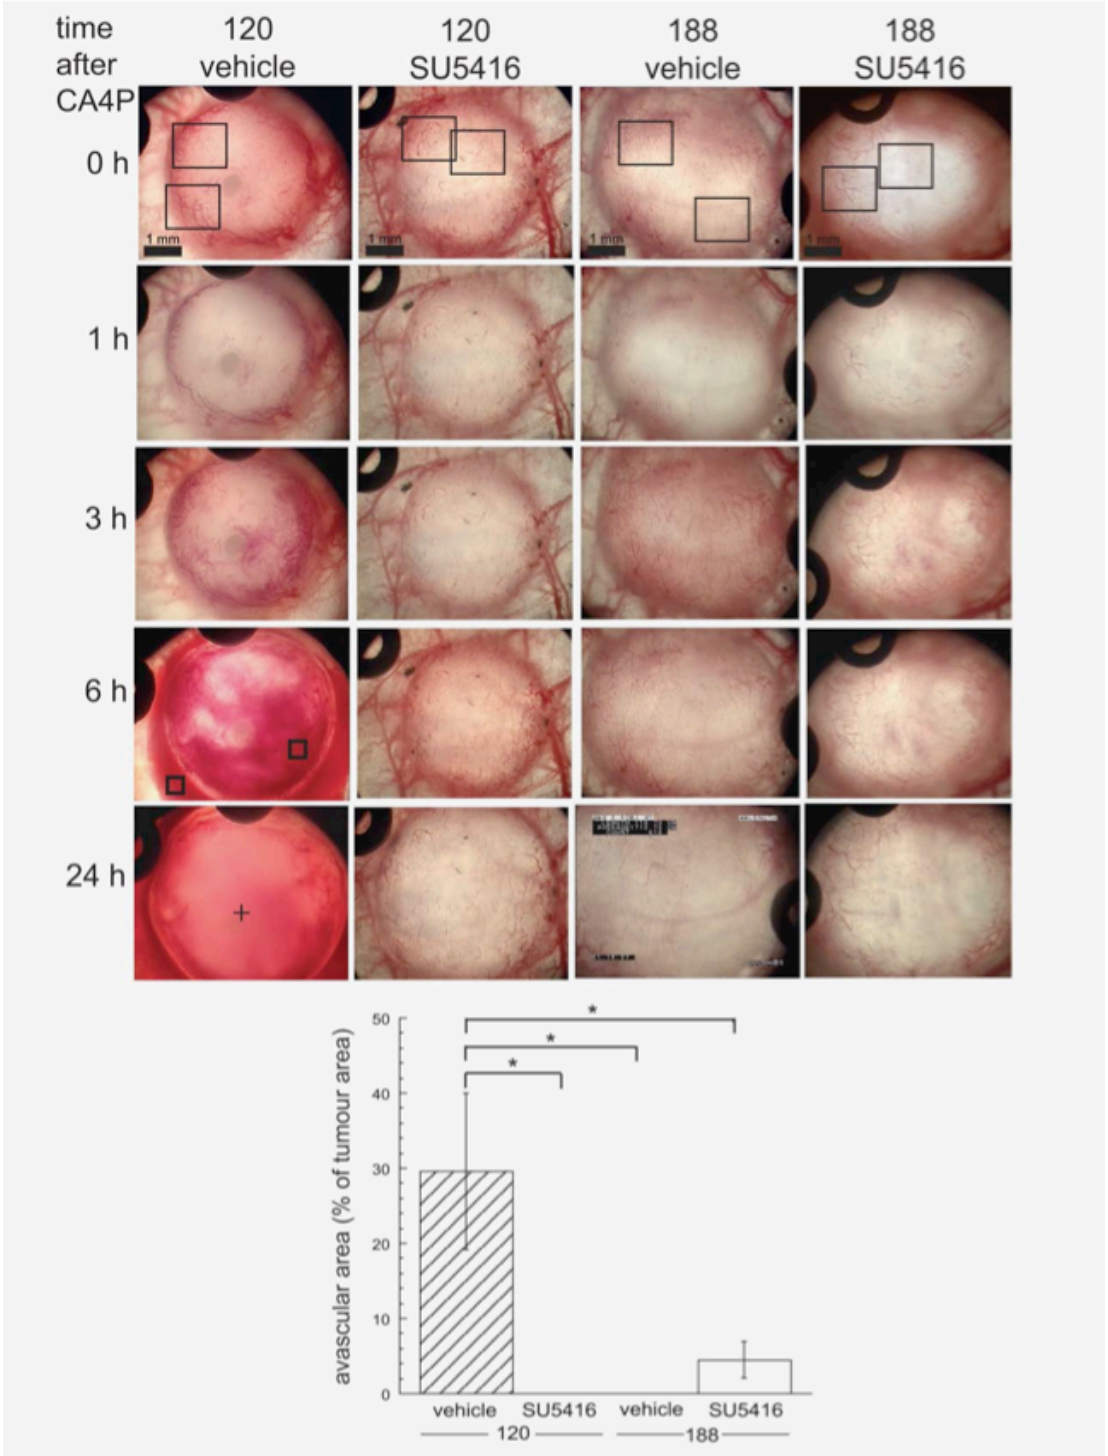 time 120 120 188 188
after vehicle SU5416 vehicle SU5416
CA4P
0 h
1 mm 1 mm 1 mm 1 mm
1 h
3 h
6 h
24 h
+
avascular area (% of tumour area)
50
40
30
20
10
0
*
*
*
vehicle SU5416 vehicle SU5416
120 188